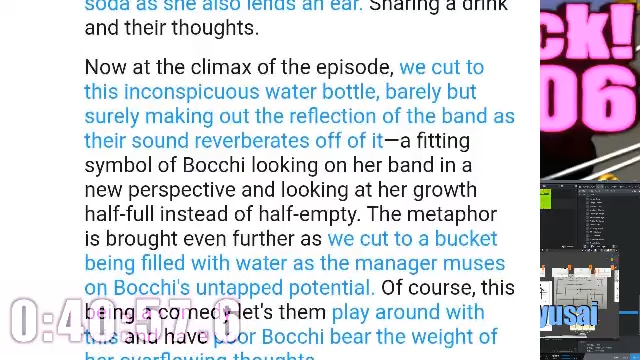 soda as she also lends an ear. Sharing a drink
and their thoughts.
Now at the climax of the episode, we cut to
this inconspicuous water bottle, barely but
surely making out the reflection of the band as
their sound reverberates off of it—a fitting
symbol of Bocchi looking on her band in a
new perspective and looking at her growth
half-full instead of half-empty. The metaphor
is brought even further as we cut to a bucket
being filled with water as the manager muses
on Bocchi's untapped potential. Of course, this
being a comedy let's them play around with
this and have poor Bocchi bear the weight of
her overflowing thoughts.
0:40:57.6
ck!
06
yusai